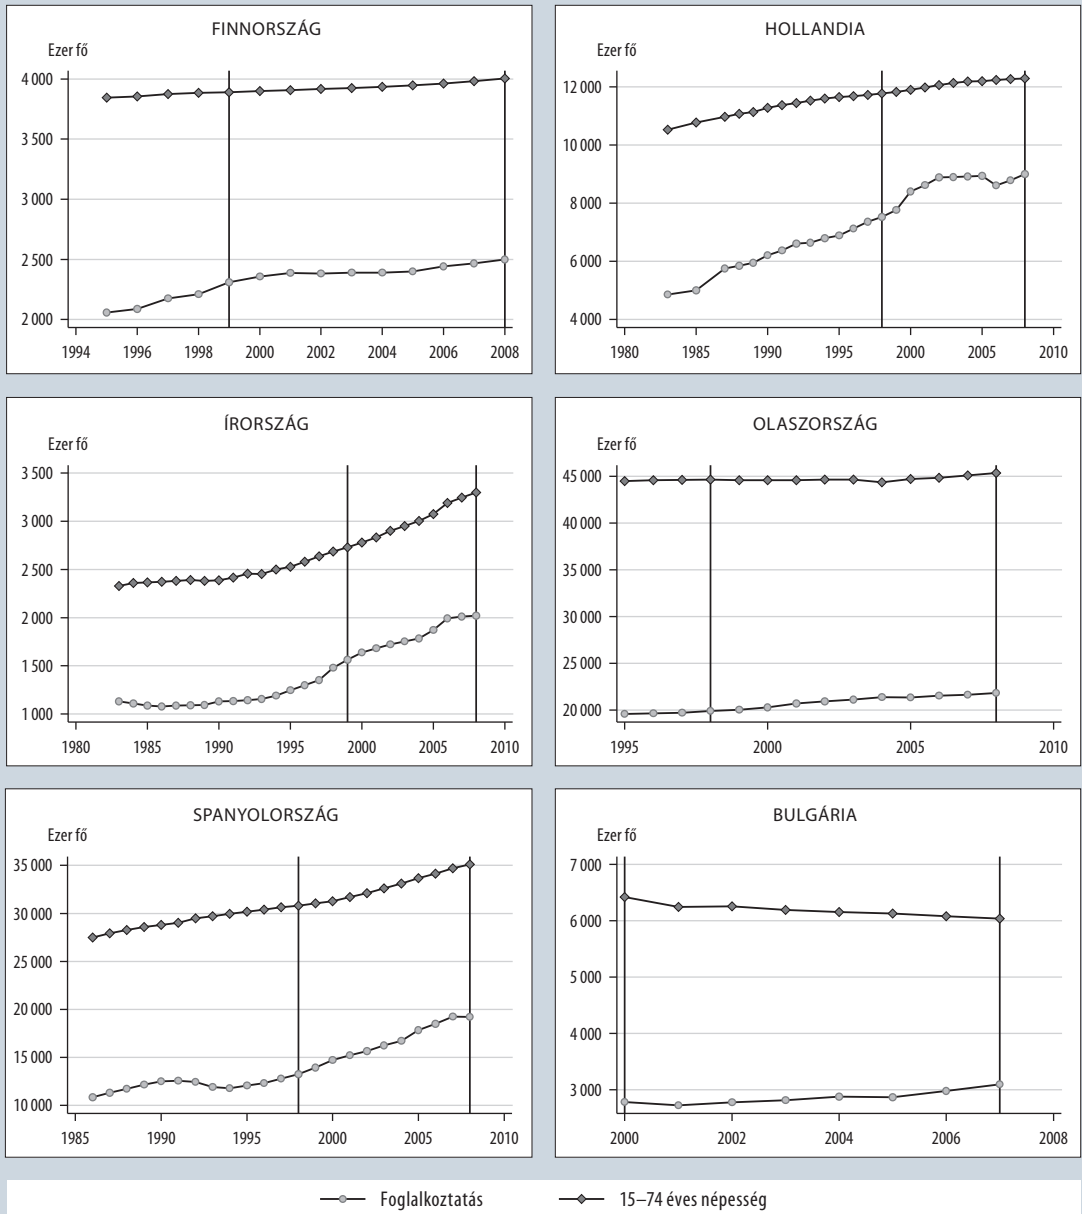 FINNORSZÁG
Ezer fő
4 000
3 500
3 000
2 500
2 000
1994 1996 1998 2000 2002 2004 2006 2008
HOLLANDIA
Ezer fő
12 000
10 000
8 000
6 000
4 000
1980 1985 1990 1995 2000 2005 2010
ÍRORSZÁG
Ezer fő
3 500
3 000
2 500
2 000
1 500
1 000
1980 1985 1990 1995 2000 2005 2010
OLASZORSZÁG
Ezer fő
45 000
40 000
35 000
30 000
25 000
20 000
1995 2000 2005 2010
SPANYOLORSZÁG
Ezer fő
35 000
30 000
25 000
20 000
15 000
10 000
1985 1990 1995 2000 2005 2010
BULGÁRIA
Ezer fő
7 000
6 000
5 000
4 000
3 000
2000 2002 2004 2006 2008
Foglalkoztatás 15–74 éves népesség